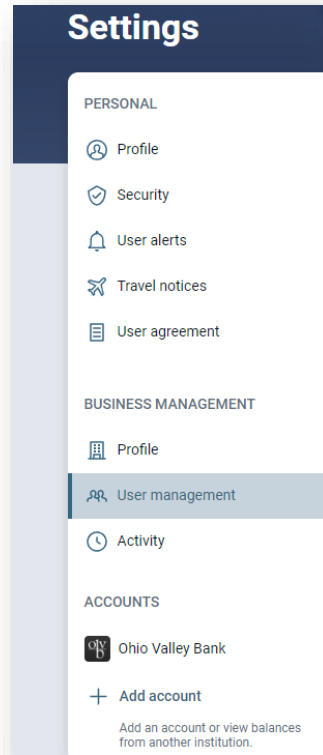 Settings
PERSONAL
Profile
Security
User alerts
Travel notices
User agreement
BUSINESS MANAGEMENT
Profile
User management
Activity
ACCOUNTS
ovb
Ohio Valley Bank
Add account
Add an account or view balances
from another institution.